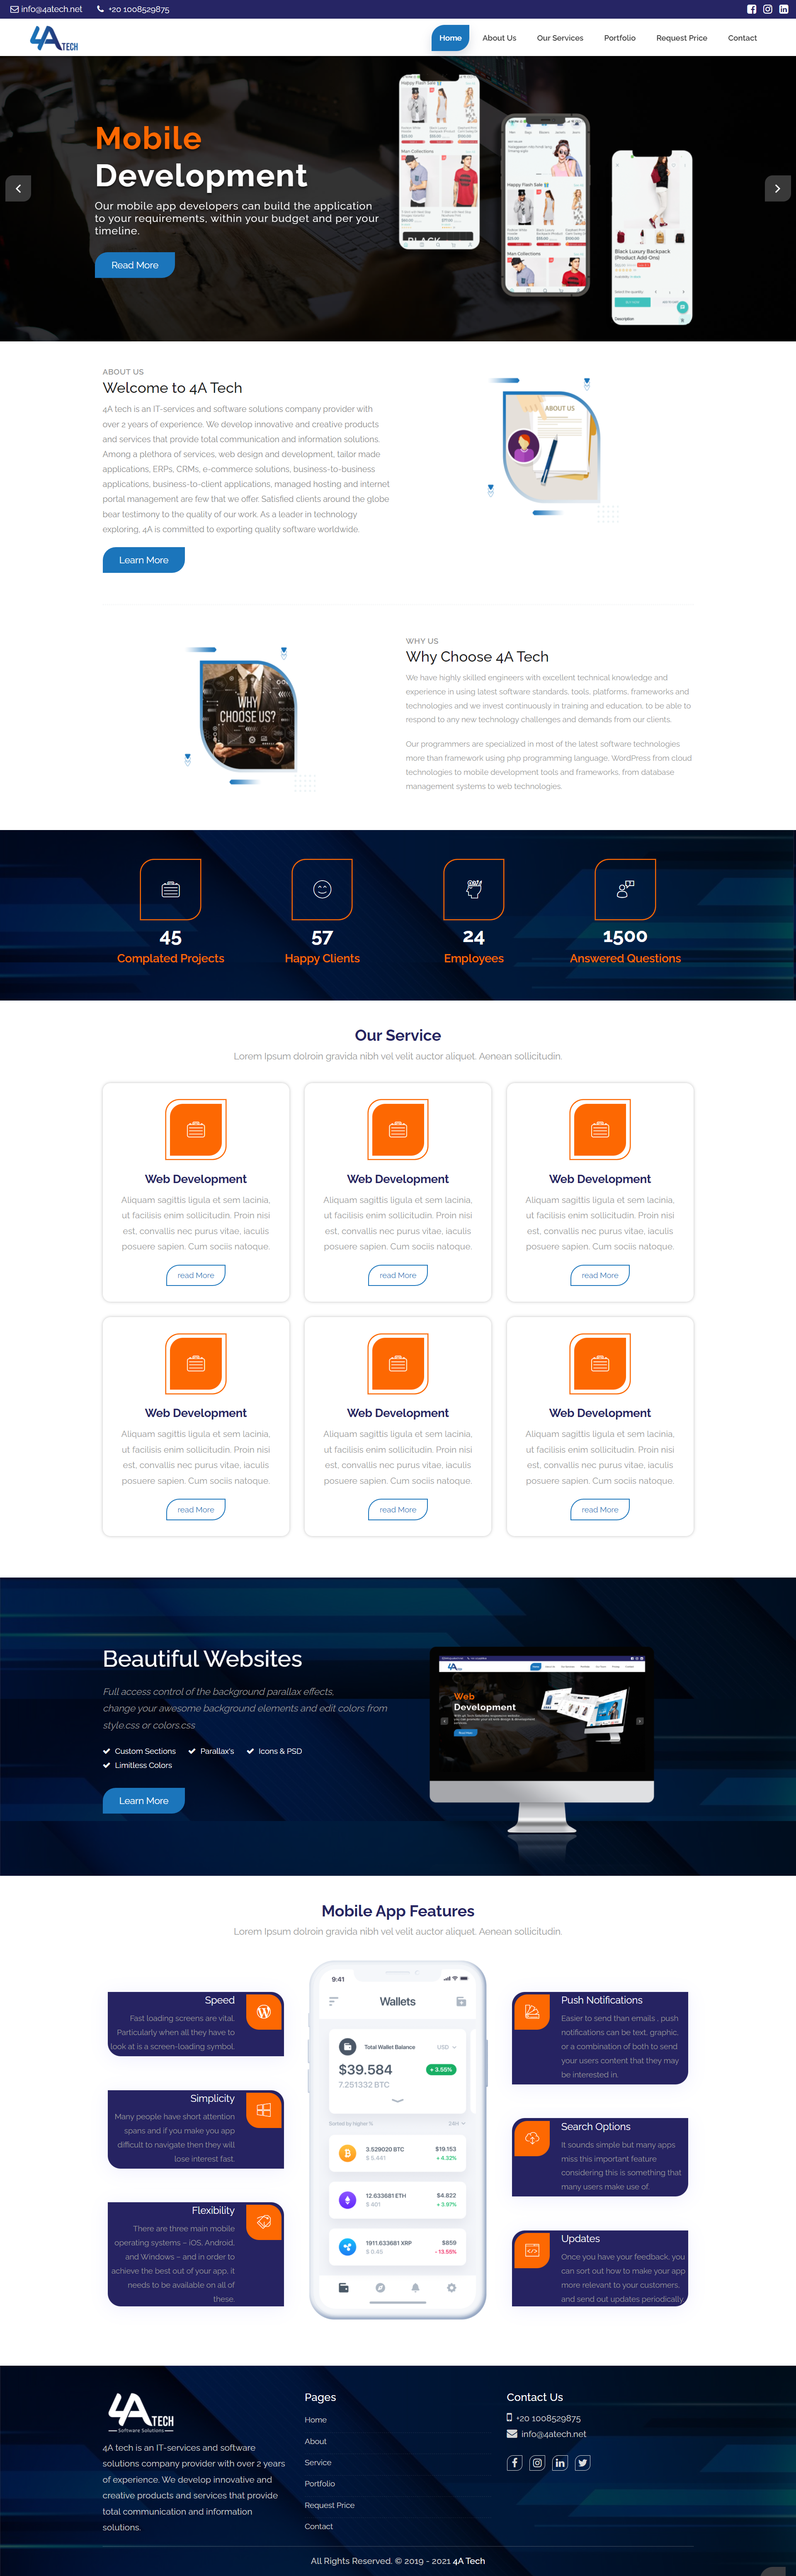 info@4atech.net +20 1008529875
4A TECH
Home About Us Our Services Portfolio Request Price Contact
Mobile
Development
Our mobile app developers can build the application
to your requirements, within your budget and per your
timeline.
Read More
Happy Flash Sale
Man Collections
BLACK
Happy Flash Sale
Man Collections
Black Luxury Backpack
(Product Add Ons)
Description
ABOUT US
Welcome to 4A Tech
4A tech is an IT-services and software solutions company provider with
over 2 years of experience. We develop innovative and creative products
and services that provide total communication and information solutions.
Among a plethora of services, web design and development, tailor made
applications, ERPs, CRMs, e-commerce solutions, business-to-business
applications, business-to-client applications, managed hosting and internet
portal management are few that we offer. Satisfied clients around the globe
bear testimony to the quality of our work. As a leader in technology
exploring, 4A is committed to exporting quality software worldwide.
Learn More
ABOUT US
WHY
CHOOSE US?
WHY US
Why Choose 4A Tech
We have highly skilled engineers with excellent technical knowledge and
experience in using latest software standards, tools, platforms, frameworks and
technologies and we invest continuously in training and education, to be able to
respond to any new technology challenges and demands from our clients.
Our programmers are specialized in most of the latest software technologies
more than framework using php programming language, WordPress from cloud
technologies to mobile development tools and frameworks, from database
management systems to web technologies.
45
Complated Projects
57
Happy Clients
24
Employees
1500
Answered Questions
Our Service
Lorem Ipsum dolroin gravida nibh vel velit auctor aliquet. Aenean sollicitudin.
Web Development
Aliquam sagittis ligula et sem lacinia,
ut facilisis enim sollicitudin. Proin nisi
est, convallis nec purus vitae, iaculis
posuere sapien. Cum sociis natoque.
read More
Web Development
Aliquam sagittis ligula et sem lacinia,
ut facilisis enim sollicitudin. Proin nisi
est, convallis nec purus vitae, iaculis
posuere sapien. Cum sociis natoque.
read More
Web Development
Aliquam sagittis ligula et sem lacinia,
ut facilisis enim sollicitudin. Proin nisi
est, convallis nec purus vitae, iaculis
posuere sapien. Cum sociis natoque.
read More
Web Development
Aliquam sagittis ligula et sem lacinia,
ut facilisis enim sollicitudin. Proin nisi
est, convallis nec purus vitae, iaculis
posuere sapien. Cum sociis natoque.
read More
Web Development
Aliquam sagittis ligula et sem lacinia,
ut facilisis enim sollicitudin. Proin nisi
est, convallis nec purus vitae, iaculis
posuere sapien. Cum sociis natoque.
read More
Web Development
Aliquam sagittis ligula et sem lacinia,
ut facilisis enim sollicitudin. Proin nisi
est, convallis nec purus vitae, iaculis
posuere sapien. Cum sociis natoque.
read More
Beautiful Websites
Full access control of the background parallax effects,
change your awesome background elements and edit colors from
style.css or colors.css
Custom Sections Parallax's Icons & PSD
Limitless Colors
Learn More
Web
Development
Mobile App Features
Lorem Ipsum dolroin gravida nibh vel velit auctor aliquet. Aenean sollicitudin.
Speed
Fast loading screens are vital.
Particularly when all they have to
look at is a screen-loading symbol.
Simplicity
Many people have short attention
spans and if you make you app
difficult to navigate then they will
lose interest fast.
Flexibility
There are three main mobile
operating systems – iOS, Android,
and Windows – and in order to
achieve the best out of your app, it
needs to be available on all of
these.
9:41
Wallets
Total Wallet Balance USD
$39.584 +3.55%
7.251332 BTC
Sorted by higher % 24H
3.529020 BTC $19.153
$ 5.441 +4.32%
12.633681 ETH $4.822
$ 401 +3.97%
1911.633681 XRP $859
$ 0.45 -13.55%
Push Notifications
Easier to send than emails , push
notifications can be text, graphic,
or a combination of both to send
your users content that they may
be interested in.
Search Options
It sounds simple but many apps
miss this important feature
considering this is something that
many users make use of.
Updates
Once you have your feedback, you
can sort out how to make your app
more relevant to your customers,
and send out updates periodically.
4A TECH
Software Solutions
4A tech is an IT-services and software
solutions company provider with over 2 years
of experience. We develop innovative and
creative products and services that provide
total communication and information
solutions.
Pages
Home
About
Service
Portfolio
Request Price
Contact
Contact Us
+20 1008529875
info@4atech.net
All Rights Reserved. © 2019 - 2021 4A Tech